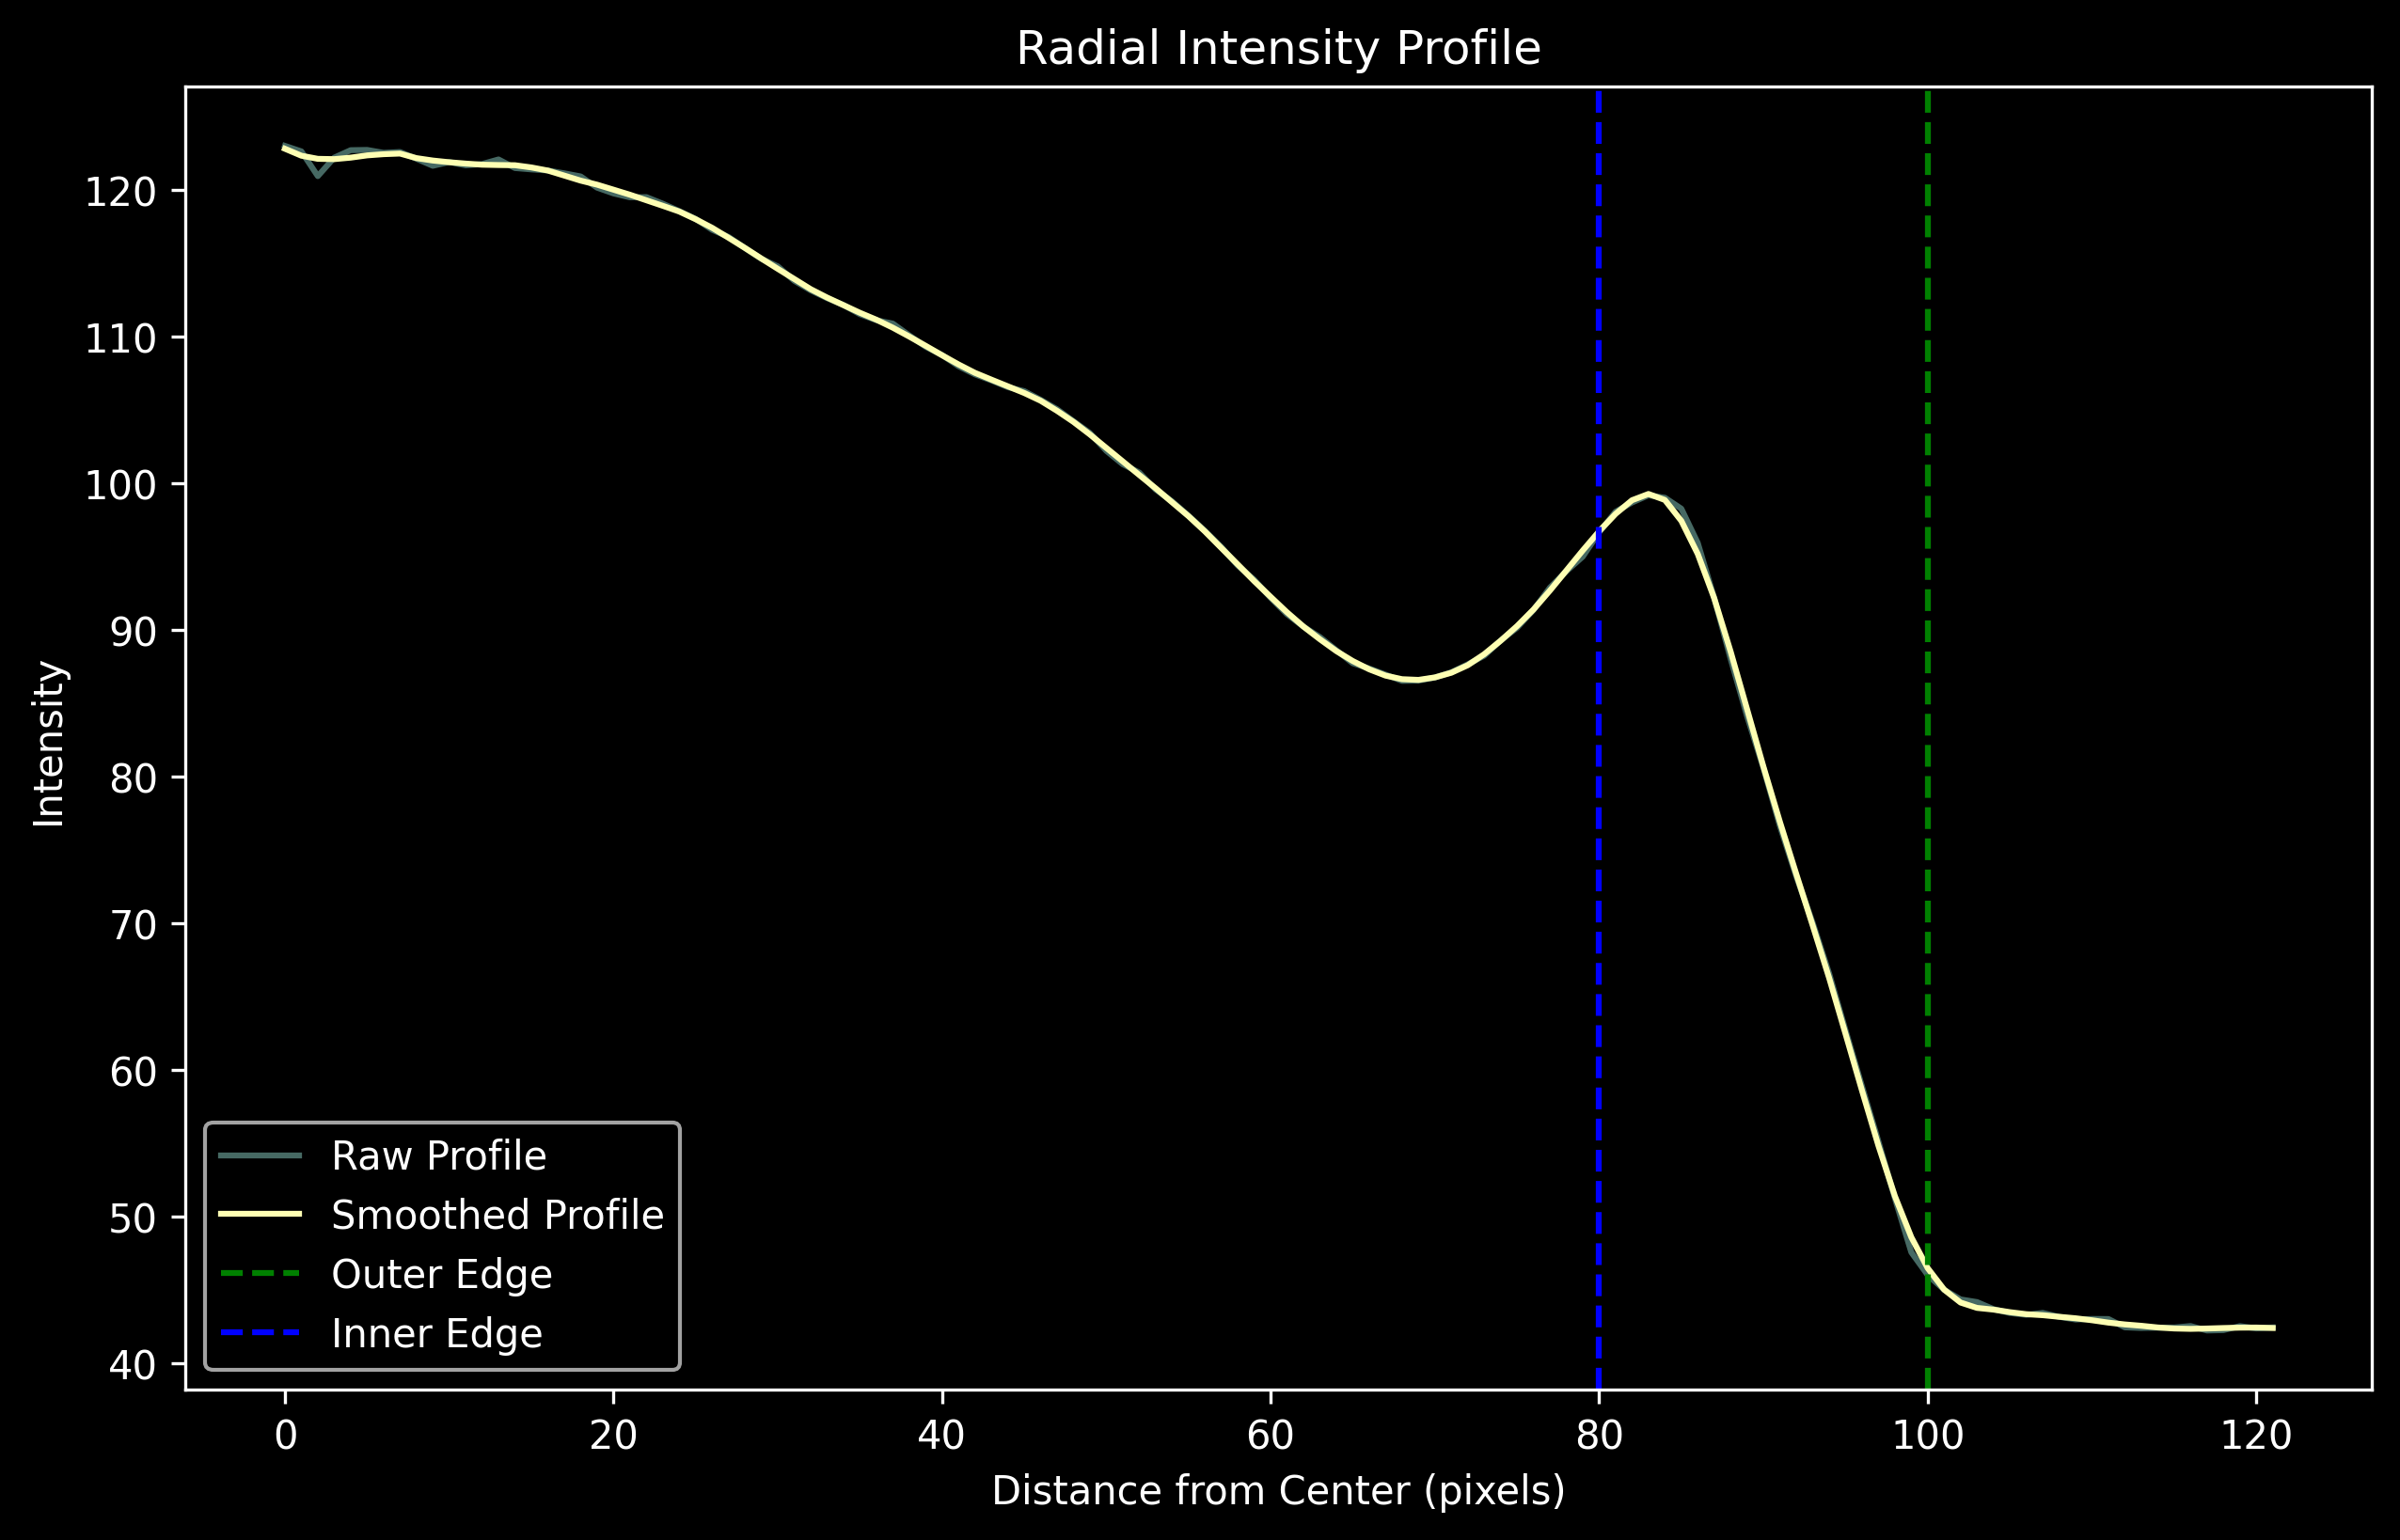 Radial Intensity Profile
120
110
100
90
80
70
60
50
40
Intensity
Raw Profile
Smoothed Profile
Outer Edge
Inner Edge
0 20 40 60 80 100 120
Distance from Center (pixels)